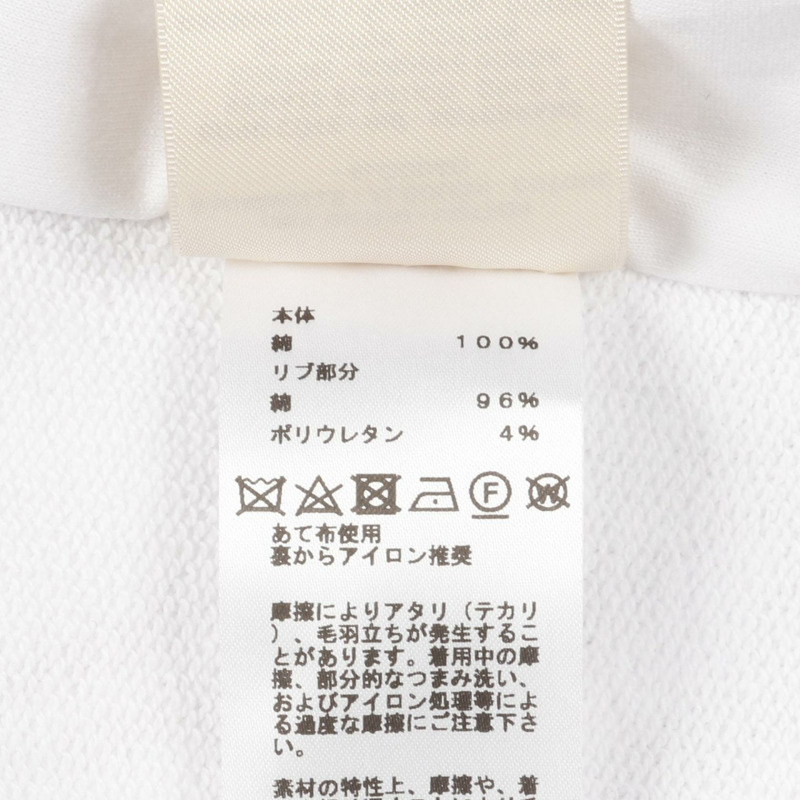 本体
綿 100%
リブ部分
綿 96%
ポリウレタン 4%
F W
あて布使用
裏からアイロン推奨
摩擦によりアタリ（テカリ
）、毛羽立ちが発生するこ
とがあります。着用中の摩
擦、部分的なつまみ洗い、
およびアイロン処理等によ
る過度な摩擦にご注意下さ
い。
素材の特性上、摩擦や、着